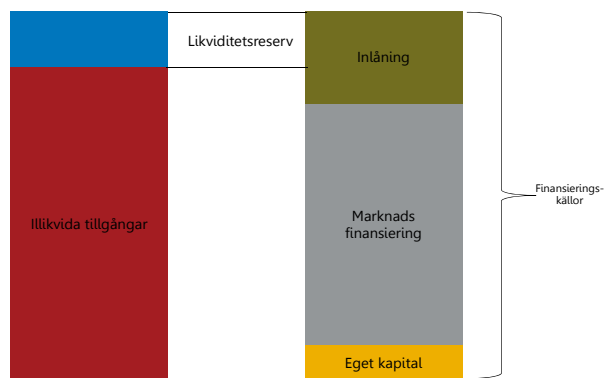 Likviditetsreserv
Inlåning
Illikvida tillgångar
Marknads
finansiering
Finansierings-
källor
Eget kapital